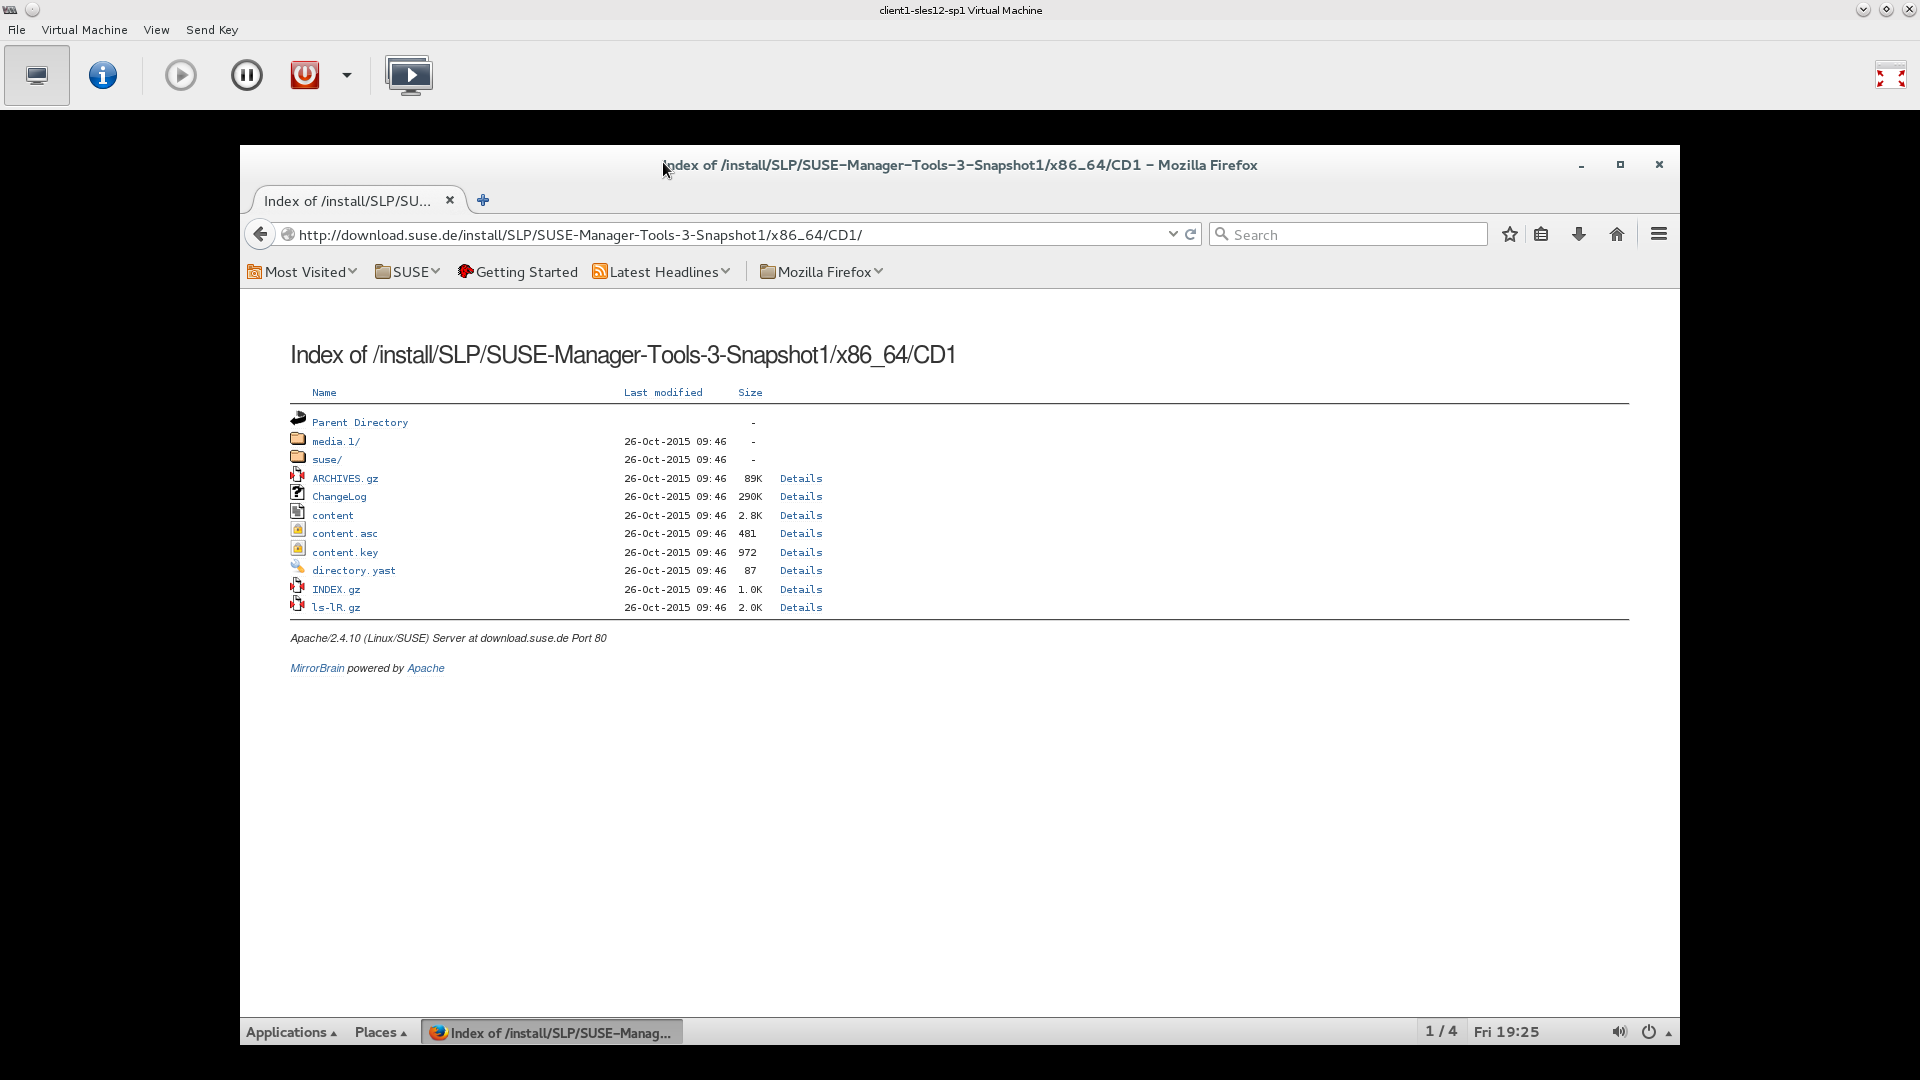 client1-sles12-sp1 Virtual Machine
File Virtual Machine View Send Key
Index of /install/SLP/SUSE-Manager-Tools-3-Snapshot1/x86_64/CD1 - Mozilla Firefox
Index of /install/SLP/SU...
http://download.suse.de/install/SLP/SUSE-Manager-Tools-3-Snapshot1/x86_64/CD1/ Search
Most Visited SUSE Getting Started Latest Headlines Mozilla Firefox
Index of /install/SLP/SUSE-Manager-Tools-3-Snapshot1/x86_64/CD1
Name Last modified Size
Parent Directory -
media.1/ 26-Oct-2015 09:46 -
suse/ 26-Oct-2015 09:46 -
ARCHIVES.gz 26-Oct-2015 09:46 89K Details
ChangeLog 26-Oct-2015 09:46 290K Details
content 26-Oct-2015 09:46 2.8K Details
content.asc 26-Oct-2015 09:46 481 Details
content.key 26-Oct-2015 09:46 972 Details
directory.yast 26-Oct-2015 09:46 87 Details
INDEX.gz 26-Oct-2015 09:46 1.0K Details
ls-lR.gz 26-Oct-2015 09:46 2.0K Details
Apache/2.4.10 (Linux/SUSE) Server at download.suse.de Port 80
MirrorBrain powered by Apache
Applications Places Index of /install/SLP/SUSE-Manag... 1 / 4 Fri 19:25